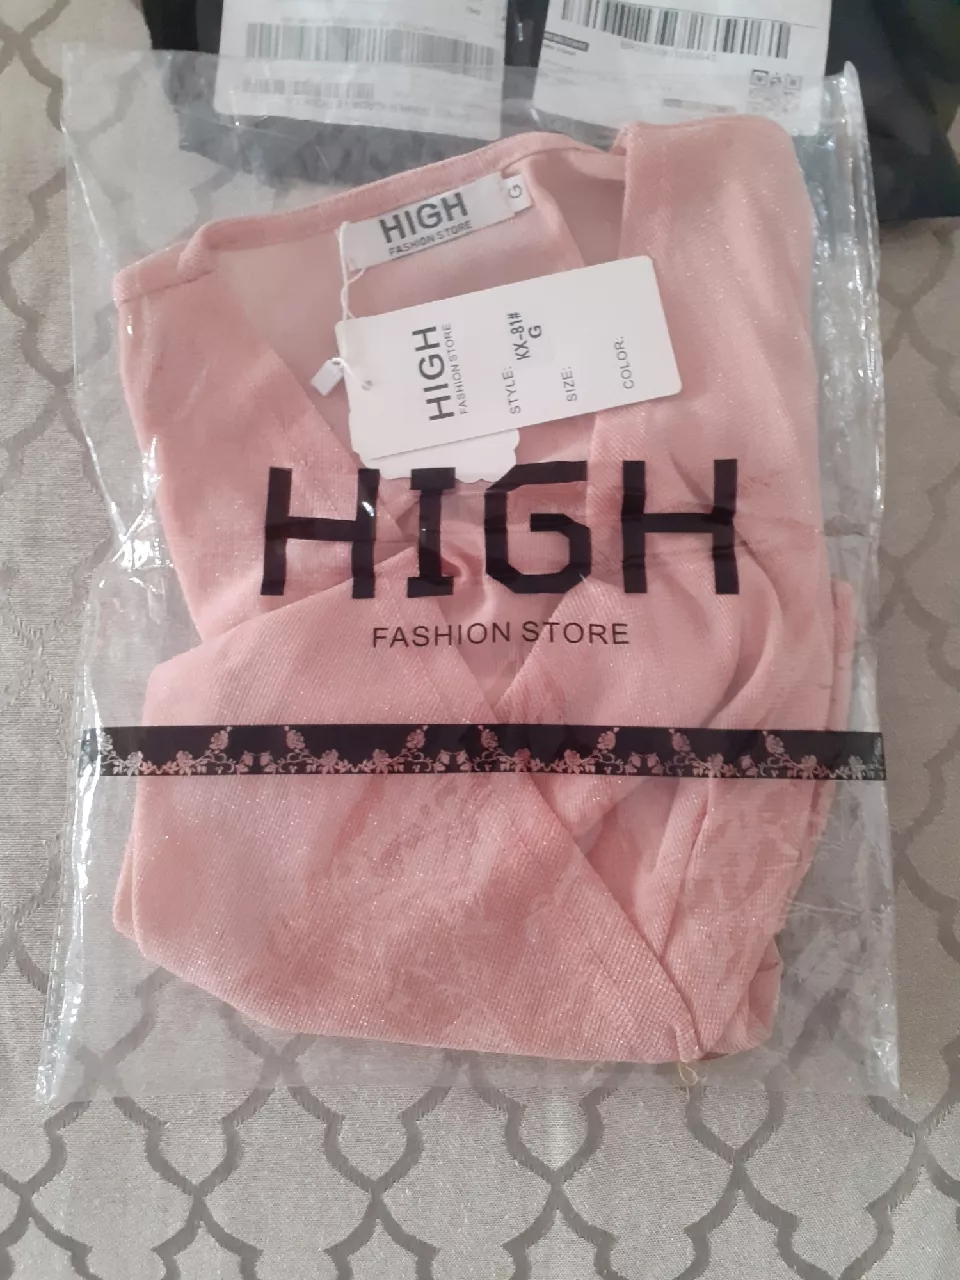 HIGH
FASHION STORE
G
HIGH
FASHION STORE
STYLE: KX-81#
G
SIZE:
COLOR:
HIGH
FASHION STORE